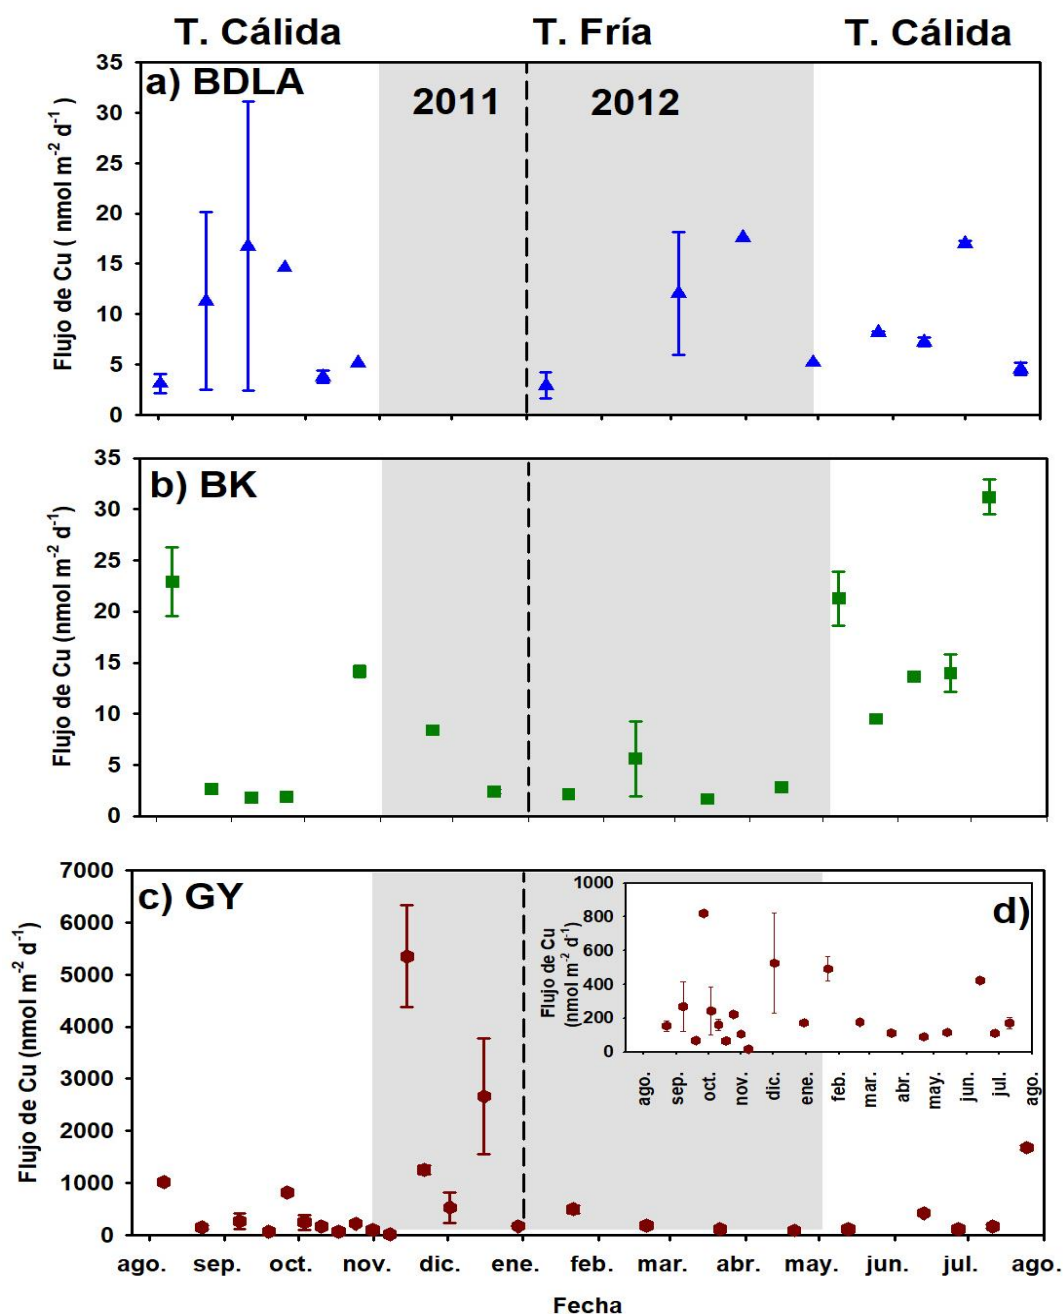 T. Cálida T. Fría T. Cálida
a) BDLA
2011 2012
Flujo de Cu ( nmol m-2 d-1)
35
30
25
20
15
10
5
0
b) BK
Flujo de Cu (nmol m-2 d-1)
35
30
25
20
15
10
5
0
c) GY
Flujo de Cu (nmol m-2 d-1)
7000
6000
5000
4000
3000
2000
1000
0
d)
Flujo de Cu
(nmol m-2 d-1)
1000
800
600
400
200
0
ago. sep. oct. nov. dic. ene. feb. mar. abr. may. jun. jul. ago.
ago. sep. oct. nov. dic. ene. feb. mar. abr. may. jun. jul. ago.
Fecha